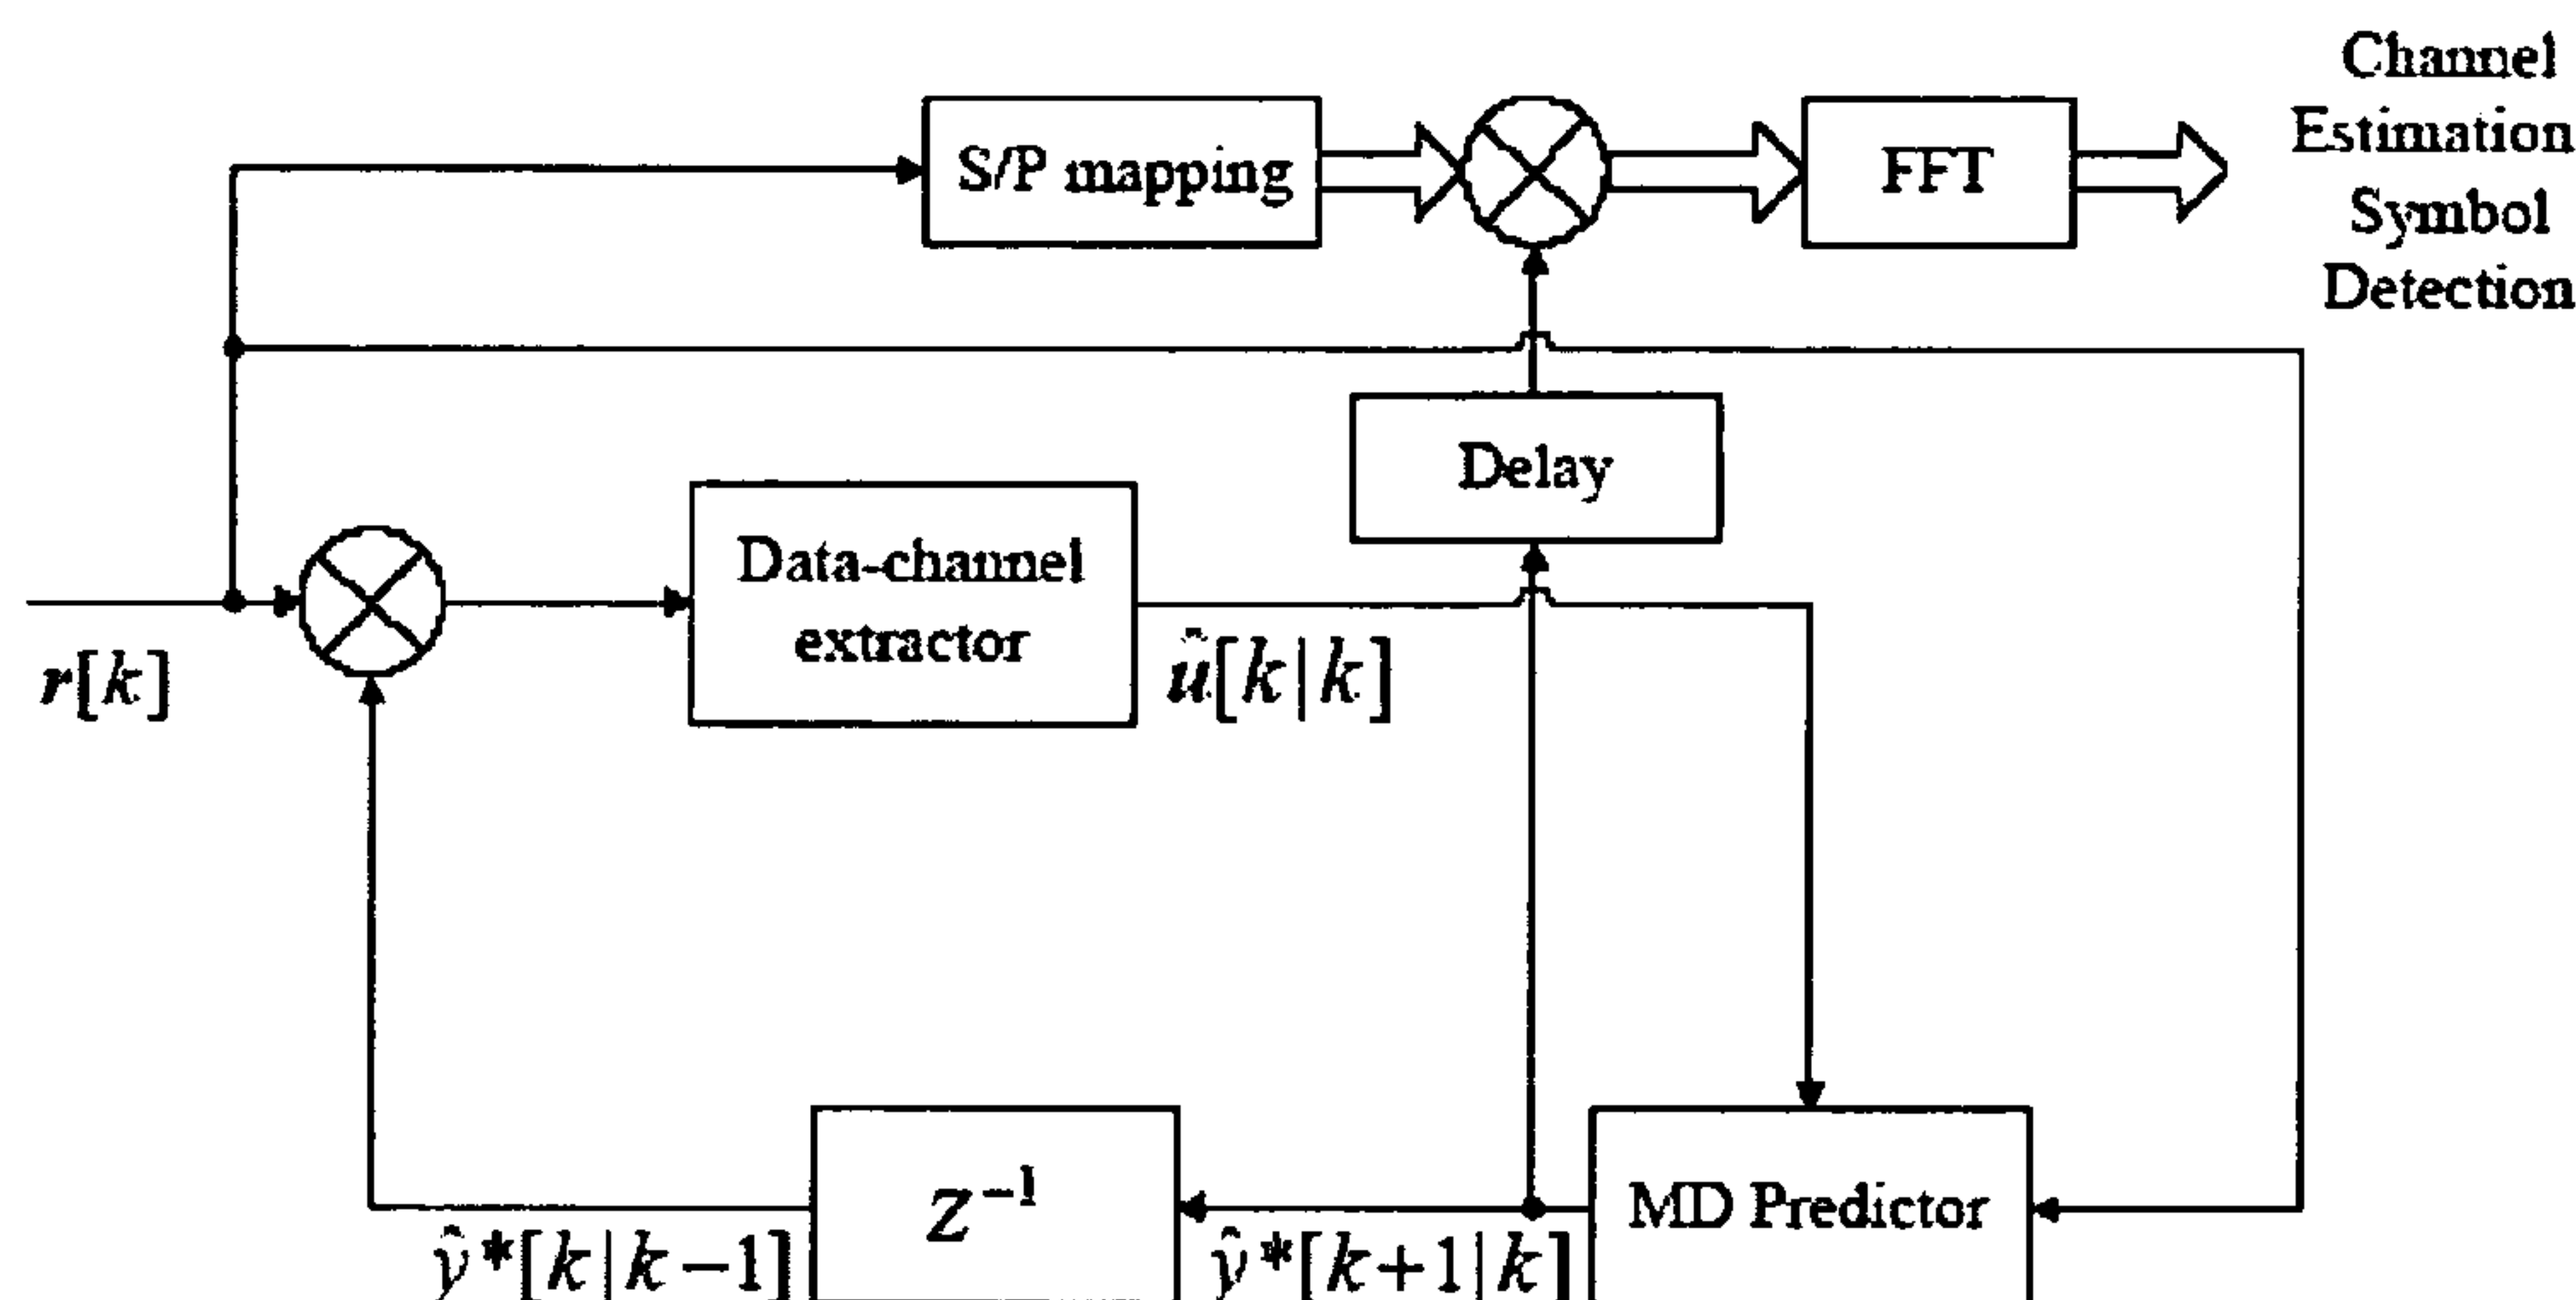 Channel
Estimation
Symbol
Detection
S/P mapping
FFT
Delay
Data-channel
extractor
r[k]
û[k|k]
Z⁻¹
MD Predictor
ŷ*[k|k−1]
ŷ*[k+1|k]